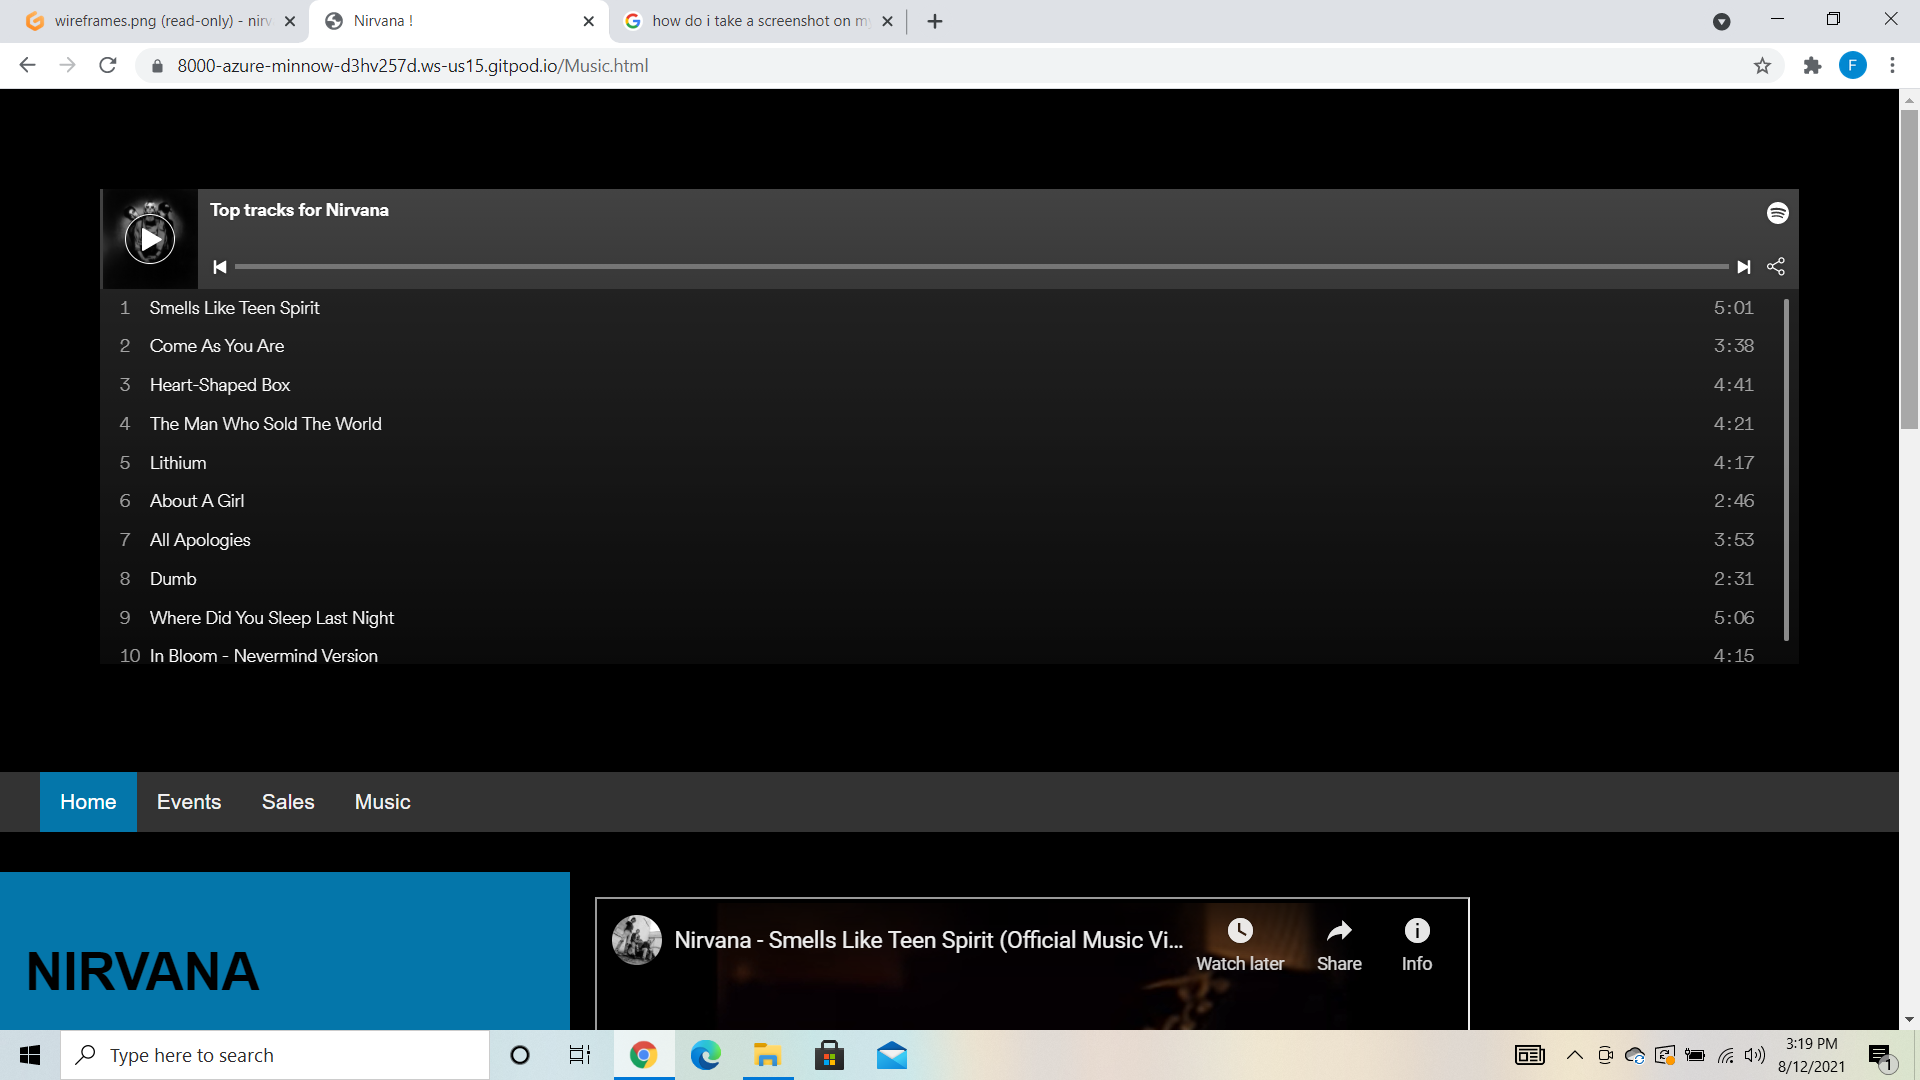 wireframes.png (read-only) - nirv
Nirvana !
how do i take a screenshot on my
8000-azure-minnow-d3hv257d.ws-us15.gitpod.io/Music.html
F
Top tracks for Nirvana
1 Smells Like Teen Spirit 5:01
2 Come As You Are 3:38
3 Heart-Shaped Box 4:41
4 The Man Who Sold The World 4:21
5 Lithium 4:17
6 About A Girl 2:46
7 All Apologies 3:53
8 Dumb 2:31
9 Where Did You Sleep Last Night 5:06
10 In Bloom - Nevermind Version 4:15
Home Events Sales Music
NIRVANA
Nirvana - Smells Like Teen Spirit (Official Music Vi...
Watch later Share Info
Type here to search
3:19 PM
8/12/2021
1